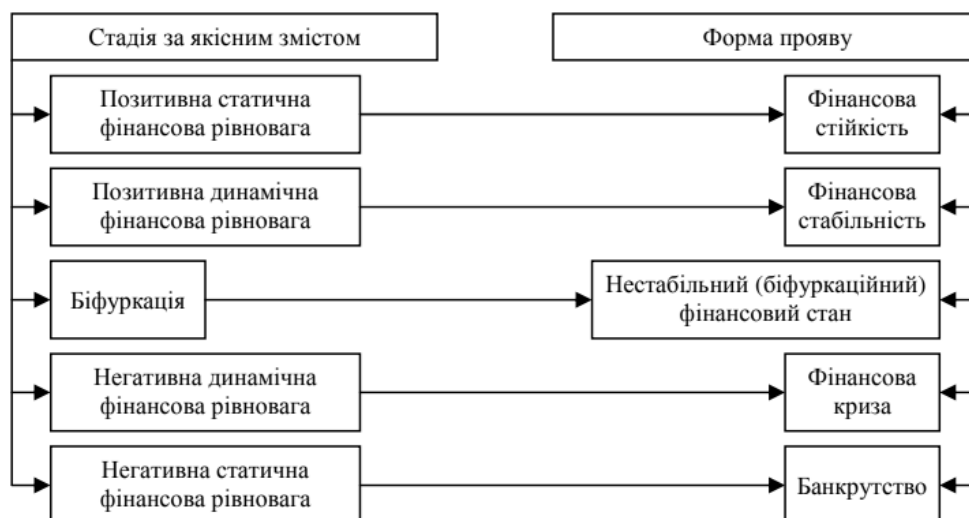 Стадія за якісним змістом
Форма прояву
Позитивна статична
фінансова рівновага
Фінансова
стійкість
Позитивна динамічна
фінансова рівновага
Фінансова
стабільність
Біфуркація
Нестабільний (біфуркаційний)
фінансовий стан
Негативна динамічна
фінансова рівновага
Фінансова
криза
Негативна статична
фінансова рівновага
Банкрутство